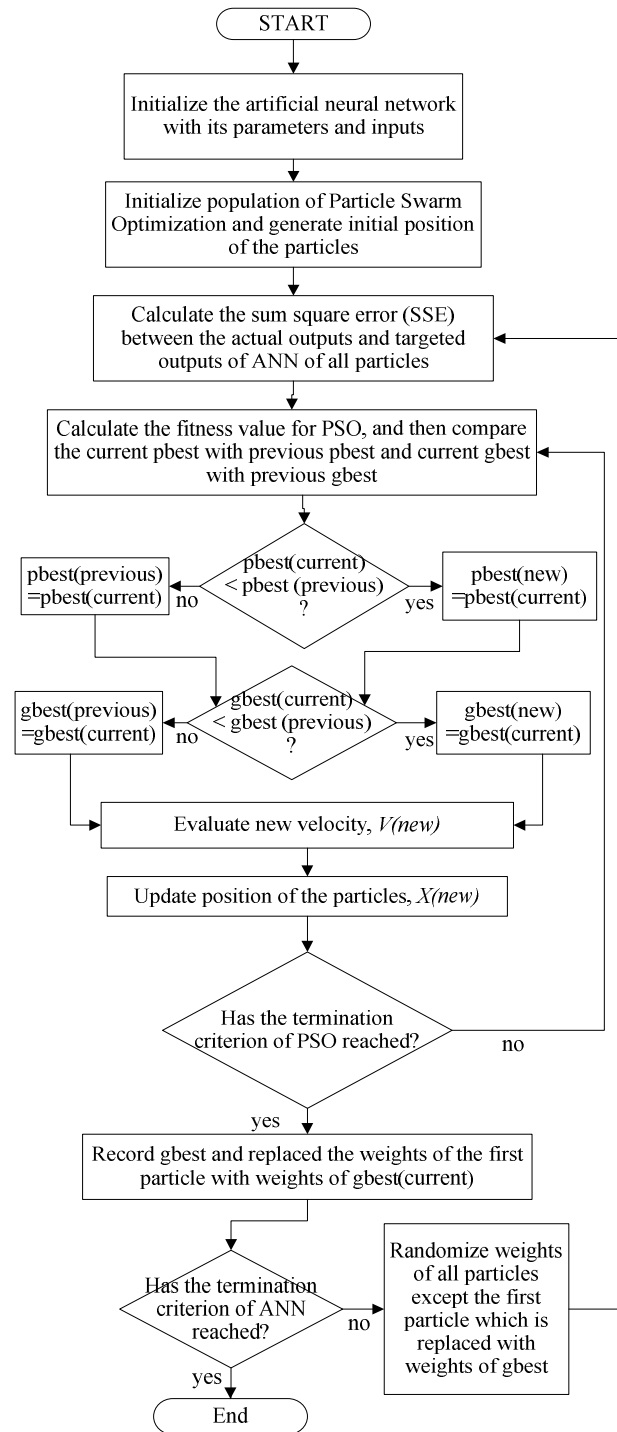 START
Initialize the artificial neural network
with its parameters and inputs
Initialize population of Particle Swarm
Optimization and generate initial position
of the particles
Calculate the sum square error (SSE)
between the actual outputs and targeted
outputs of ANN of all particles
Calculate the fitness value for PSO, and then compare
the current pbest with previous pbest and current gbest
with previous gbest
pbest(current)
< pbest (previous)
?
no
pbest(previous)
=pbest(current)
yes
pbest(new)
=pbest(current)
gbest(current)
< gbest (previous)
?
no
gbest(previous)
=gbest(current)
yes
gbest(new)
=gbest(current)
Evaluate new velocity, V(new)
Update position of the particles, X(new)
Has the termination
criterion of PSO reached?
no
yes
Record gbest and replaced the weights of the first
particle with weights of gbest(current)
Has the termination
criterion of ANN
reached?
no
Randomize weights
of all particles
except the first
particle which is
replaced with
weights of gbest
yes
End